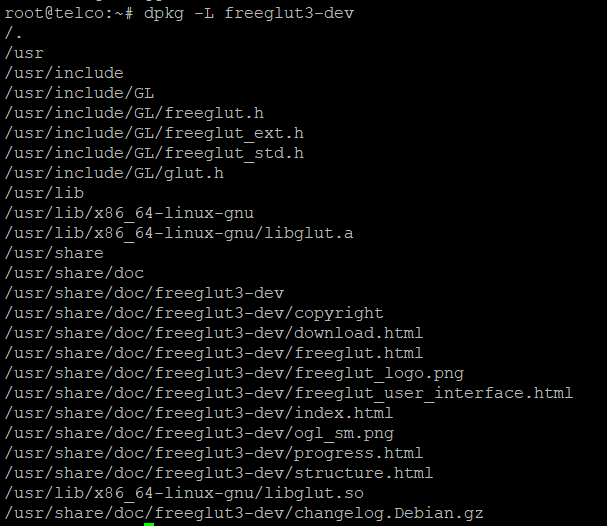 root@telco:~# dpkg -L freeglut3-dev
/.
/usr
/usr/include
/usr/include/GL
/usr/include/GL/freeglut.h
/usr/include/GL/freeglut_ext.h
/usr/include/GL/freeglut_std.h
/usr/include/GL/glut.h
/usr/lib
/usr/lib/x86_64-linux-gnu
/usr/lib/x86_64-linux-gnu/libglut.a
/usr/share
/usr/share/doc
/usr/share/doc/freeglut3-dev
/usr/share/doc/freeglut3-dev/copyright
/usr/share/doc/freeglut3-dev/download.html
/usr/share/doc/freeglut3-dev/freeglut.html
/usr/share/doc/freeglut3-dev/freeglut_logo.png
/usr/share/doc/freeglut3-dev/freeglut_user_interface.html
/usr/share/doc/freeglut3-dev/index.html
/usr/share/doc/freeglut3-dev/ogl_sm.png
/usr/share/doc/freeglut3-dev/progress.html
/usr/share/doc/freeglut3-dev/structure.html
/usr/lib/x86_64-linux-gnu/libglut.so
/usr/share/doc/freeglut3-dev/changelog.Debian.gz